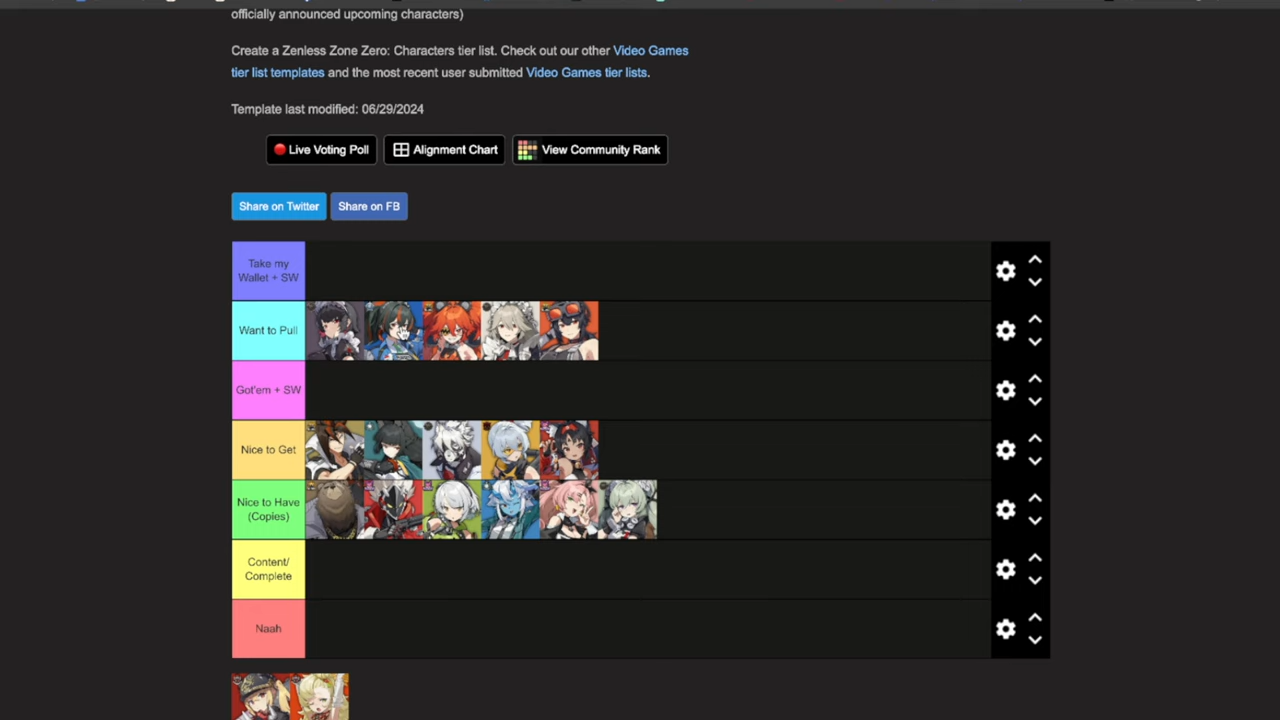 officially announced upcoming characters)
Create a Zenless Zone Zero: Characters tier list. Check out our other Video Games
tier list templates and the most recent user submitted Video Games tier lists.
Template last modified: 06/29/2024
Live Voting Poll
Alignment Chart
View Community Rank
Share on Twitter
Share on FB
Take my
Wallet + SW
Want to Pull
Got'em + SW
Nice to Get
Nice to Have
(Copies)
Content/
Complete
Naah